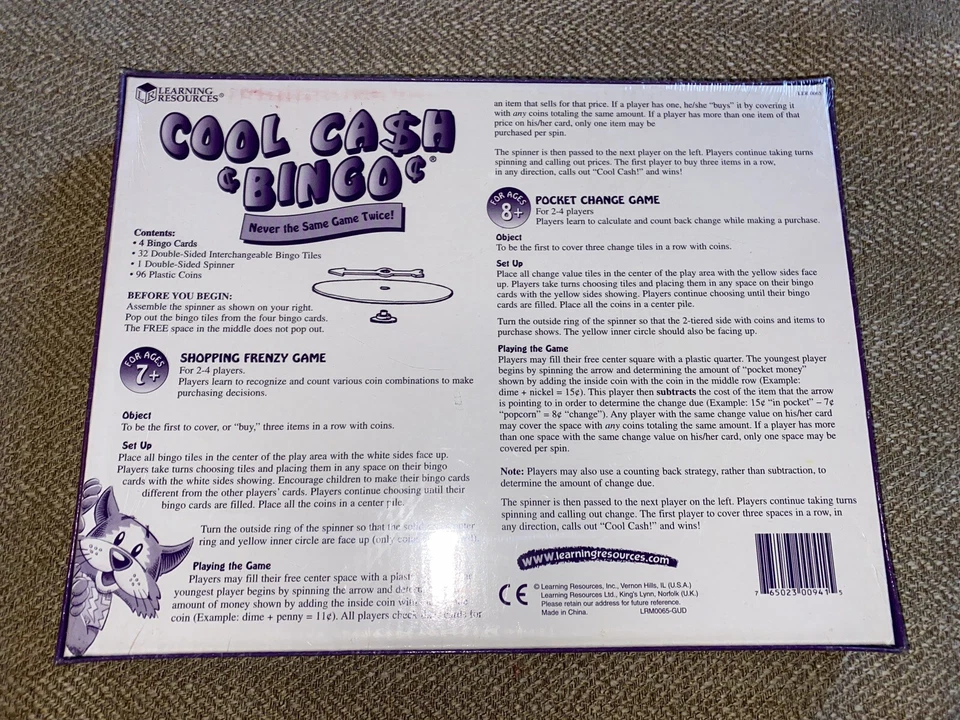 LEARNING
RESOURCES®
COOL CA$H
¢BINGO¢®
Never the Same Game Twice!
Contents:
• 4 Bingo Cards
• 32 Double-Sided Interchangeable Bingo Tiles
• 1 Double-Sided Spinner
• 96 Plastic Coins
BEFORE YOU BEGIN:
Assemble the spinner as shown on your right.
Pop out the bingo tiles from the four bingo cards.
The FREE space in the middle does not pop out.
FOR AGES
7+
SHOPPING FRENZY GAME
For 2-4 players.
Players learn to recognize and count various coin combinations to make
purchasing decisions.
Object
To be the first to cover, or “buy,” three items in a row with coins.
Set Up
Place all bingo tiles in the center of the play area with the white sides face up.
Players take turns choosing tiles and placing them in any space on their bingo
cards with the white sides showing. Encourage children to make their bingo cards
different from the other players’ cards. Players continue choosing until their
bingo cards are filled. Place all the coins in a center pile.
Turn the outside ring of the spinner so that the
ring and yellow inner circle are face up (only
Playing the Game
Players may fill their free center space with a
youngest player begins by spinning the arrow and
amount of money shown by adding the inside coin
coin (Example: dime + penny = 11¢). All players check for
an item that sells for that price. If a player has one, he/she “buys” it by covering it
with any coins totaling the same amount. If a player has more than one item of that
price on his/her card, only one item may be
purchased per spin.
The spinner is then passed to the next player on the left. Players continue taking turns
spinning and calling out prices. The first player to buy three items in a row,
in any direction, calls out “Cool Cash!” and wins!
FOR AGES
8+
POCKET CHANGE GAME
For 2-4 players
Players learn to calculate and count back change while making a purchase.
Object
To be the first to cover three change tiles in a row with coins.
Set Up
Place all change value tiles in the center of the play area with the yellow sides face
up. Players take turns choosing tiles and placing them in any space on their bingo
cards with the yellow sides showing. Players continue choosing until their bingo
cards are filled. Place all the coins in center pile.
Turn the outside ring of the spinner so that the 2-tiered side with coins and items to
purchase shows. The yellow inner circle should also be facing up.
Playing the Game
Players may fill their free center square with a plastic quarter. The youngest player
begins by spinning the arrow and determining the amount of “pocket money”
shown by adding the inside coin with the coin in the middle row (Example:
dime + nickel = 15¢). This player then subtracts the cost of the item that the arrow
is pointing to in order to determine the change due (Example: 15¢ “in pocket” – 7¢
“popcorn” = 8¢ “change”). Any player with the same change value on his/her card
may cover the space with any coins totaling the same amount. If a player has more
than one space with the same change value on his/her card, only one space may be
covered per spin.
Note: Players may also use a counting back strategy, rather than subtraction, to
determine the amount of change due.
The spinner is then passed to the next player on the left. Players continue taking turns
spinning and calling out change. The first player to cover three spaces in a row, in
any direction, calls out “Cool Cash!” and wins!
www.learningresources.com
CE
© Learning Resources, Inc., Vernon Hills, IL (U.S.A.)
Learning Resources Ltd., King’s Lynn, Norfolk (U.K.)
Please retain our address for future reference.
Made in China. LRM0065-GUD
7 65023 00941 5